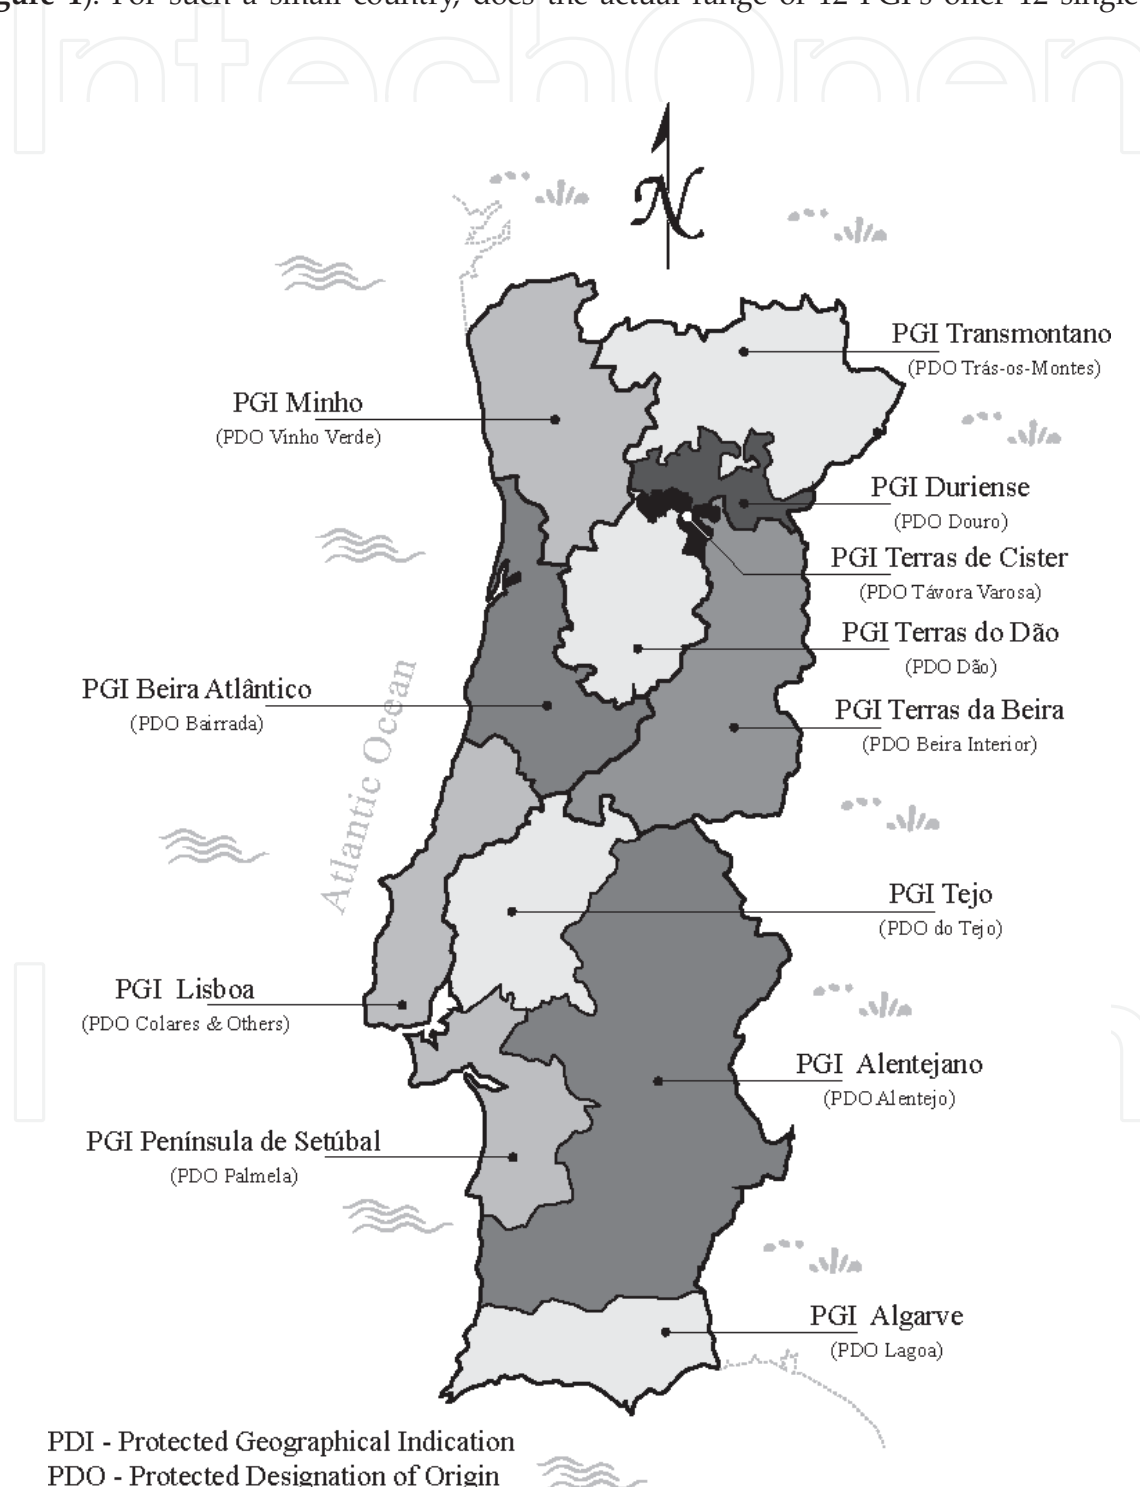 gure 1). For such a small country, does the actual range of 12 PGI's offer 12 single
IntechOpen
N
PGI Transmontano
(PDO Trás-os-Montes)
PGI Minho
(PDO Vinho Verde)
PGI Duriense
(PDO Douro)
PGI Terras de Cister
(PDO Távora Varosa)
PGI Terras do Dão
(PDO Dão)
PGI Beira Atlântico
(PDO Bairrada)
PGI Terras da Beira
(PDO Beira Interior)
Atlantic Ocean
PGI Tejo
(PDO do Tejo)
PGI Lisboa
(PDO Colares & Others)
PGI Alentejano
(PDO Alentejo)
PGI Península de Setúbal
(PDO Palmela)
PGI Algarve
(PDO Lagoa)
PDI - Protected Geographical Indication
PDO - Protected Designation of Origin